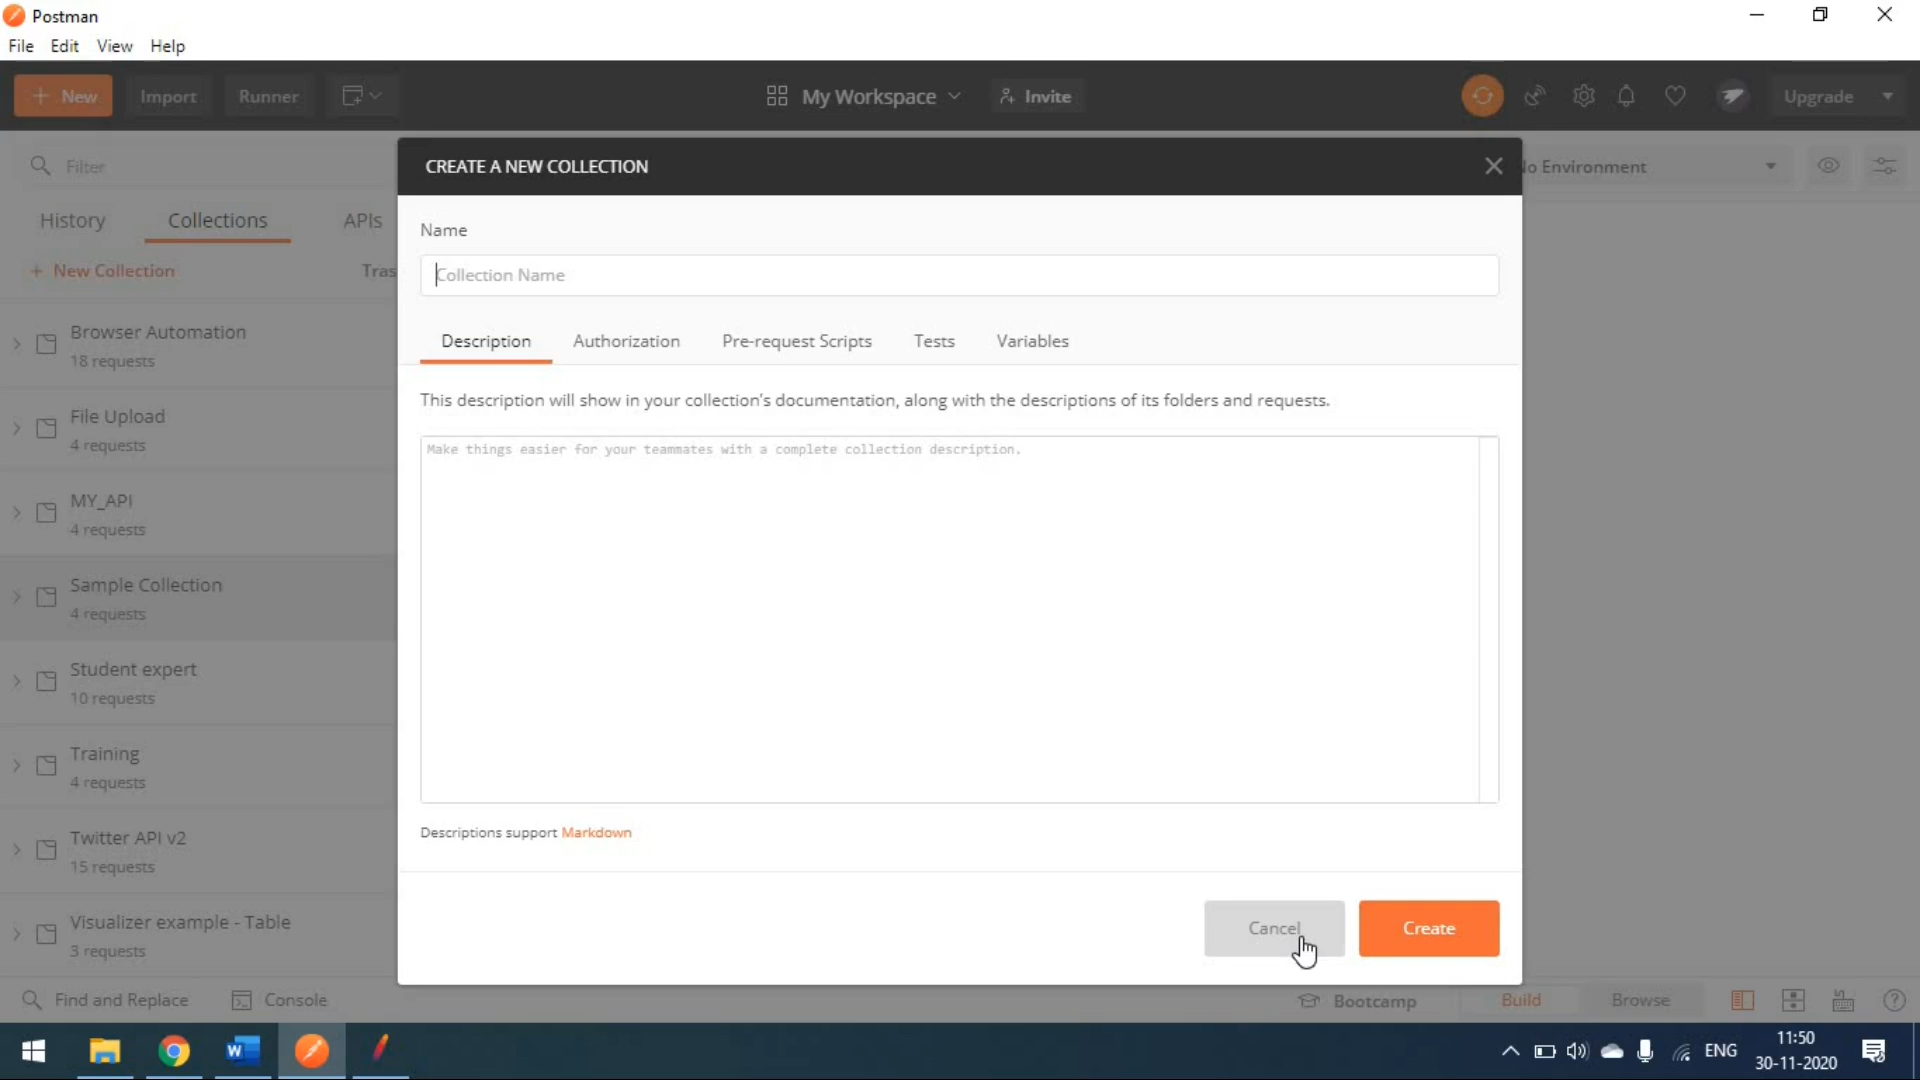 Postman
File Edit View Help
+ New Import Runner My Workspace Invite Upgrade
Filter
History Collections APIs
+ New Collection Tras
Browser Automation
18 requests
File Upload
4 requests
MY_API
4 requests
Sample Collection
4 requests
Student expert
10 requests
Training
4 requests
Twitter API v2
15 requests
Visualizer example - Table
3 requests
CREATE A NEW COLLECTION
No Environment
Name
Collection Name
Description Authorization Pre-request Scripts Tests Variables
This description will show in your collection's documentation, along with the descriptions of its folders and requests.
Make things easier for your teammates with a complete collection description.
Descriptions support Markdown
Cancel Create
Find and Replace Console Bootcamp Build Browse
ENG
11:50
30-11-2020